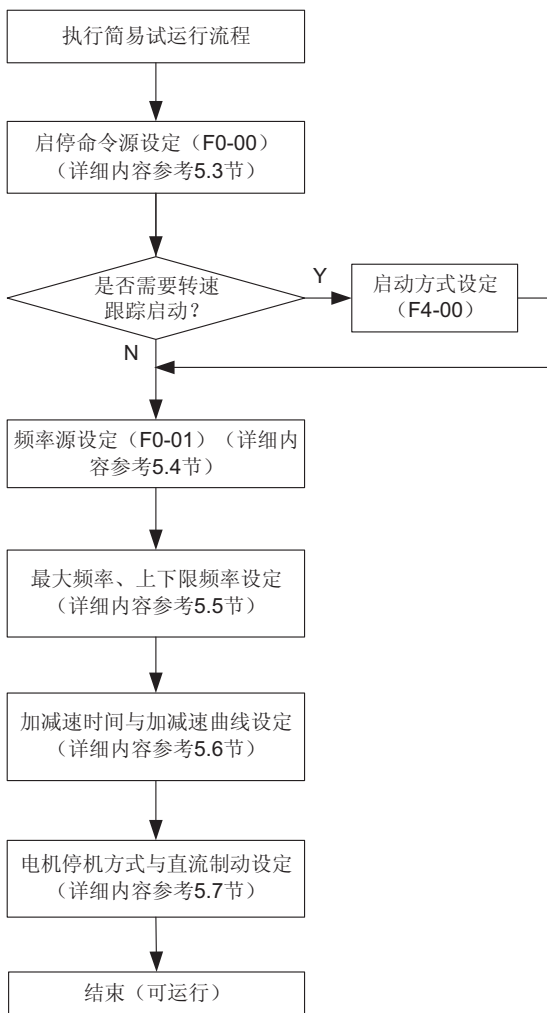 执行简易试运行流程
启停命令源设定（F0-00）
（详细内容参考5.3节）
是否需要转速
跟踪启动？
Y
启动方式设定
（F4-00）
N
频率源设定（F0-01）（详细内
容参考5.4节）
最大频率、上下限频率设定
（详细内容参考5.5节）
加减速时间与加减速曲线设定
（详细内容参考5.6节）
电机停机方式与直流制动设定
（详细内容参考5.7节）
结束（可运行）